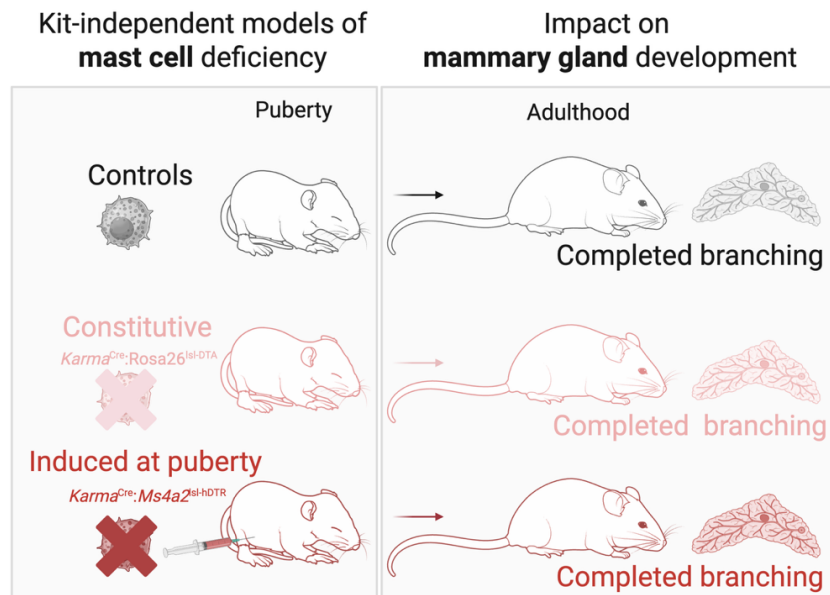 Kit-independent models of
mast cell deficiency
Impact on
mammary gland development
Puberty
Adulthood
Controls
Completed branching
Constitutive
KarmaCre:Rosa26lsl-DTA
Completed branching
Induced at puberty
KarmaCre:Ms4a2lsl-hDTR
Completed branching